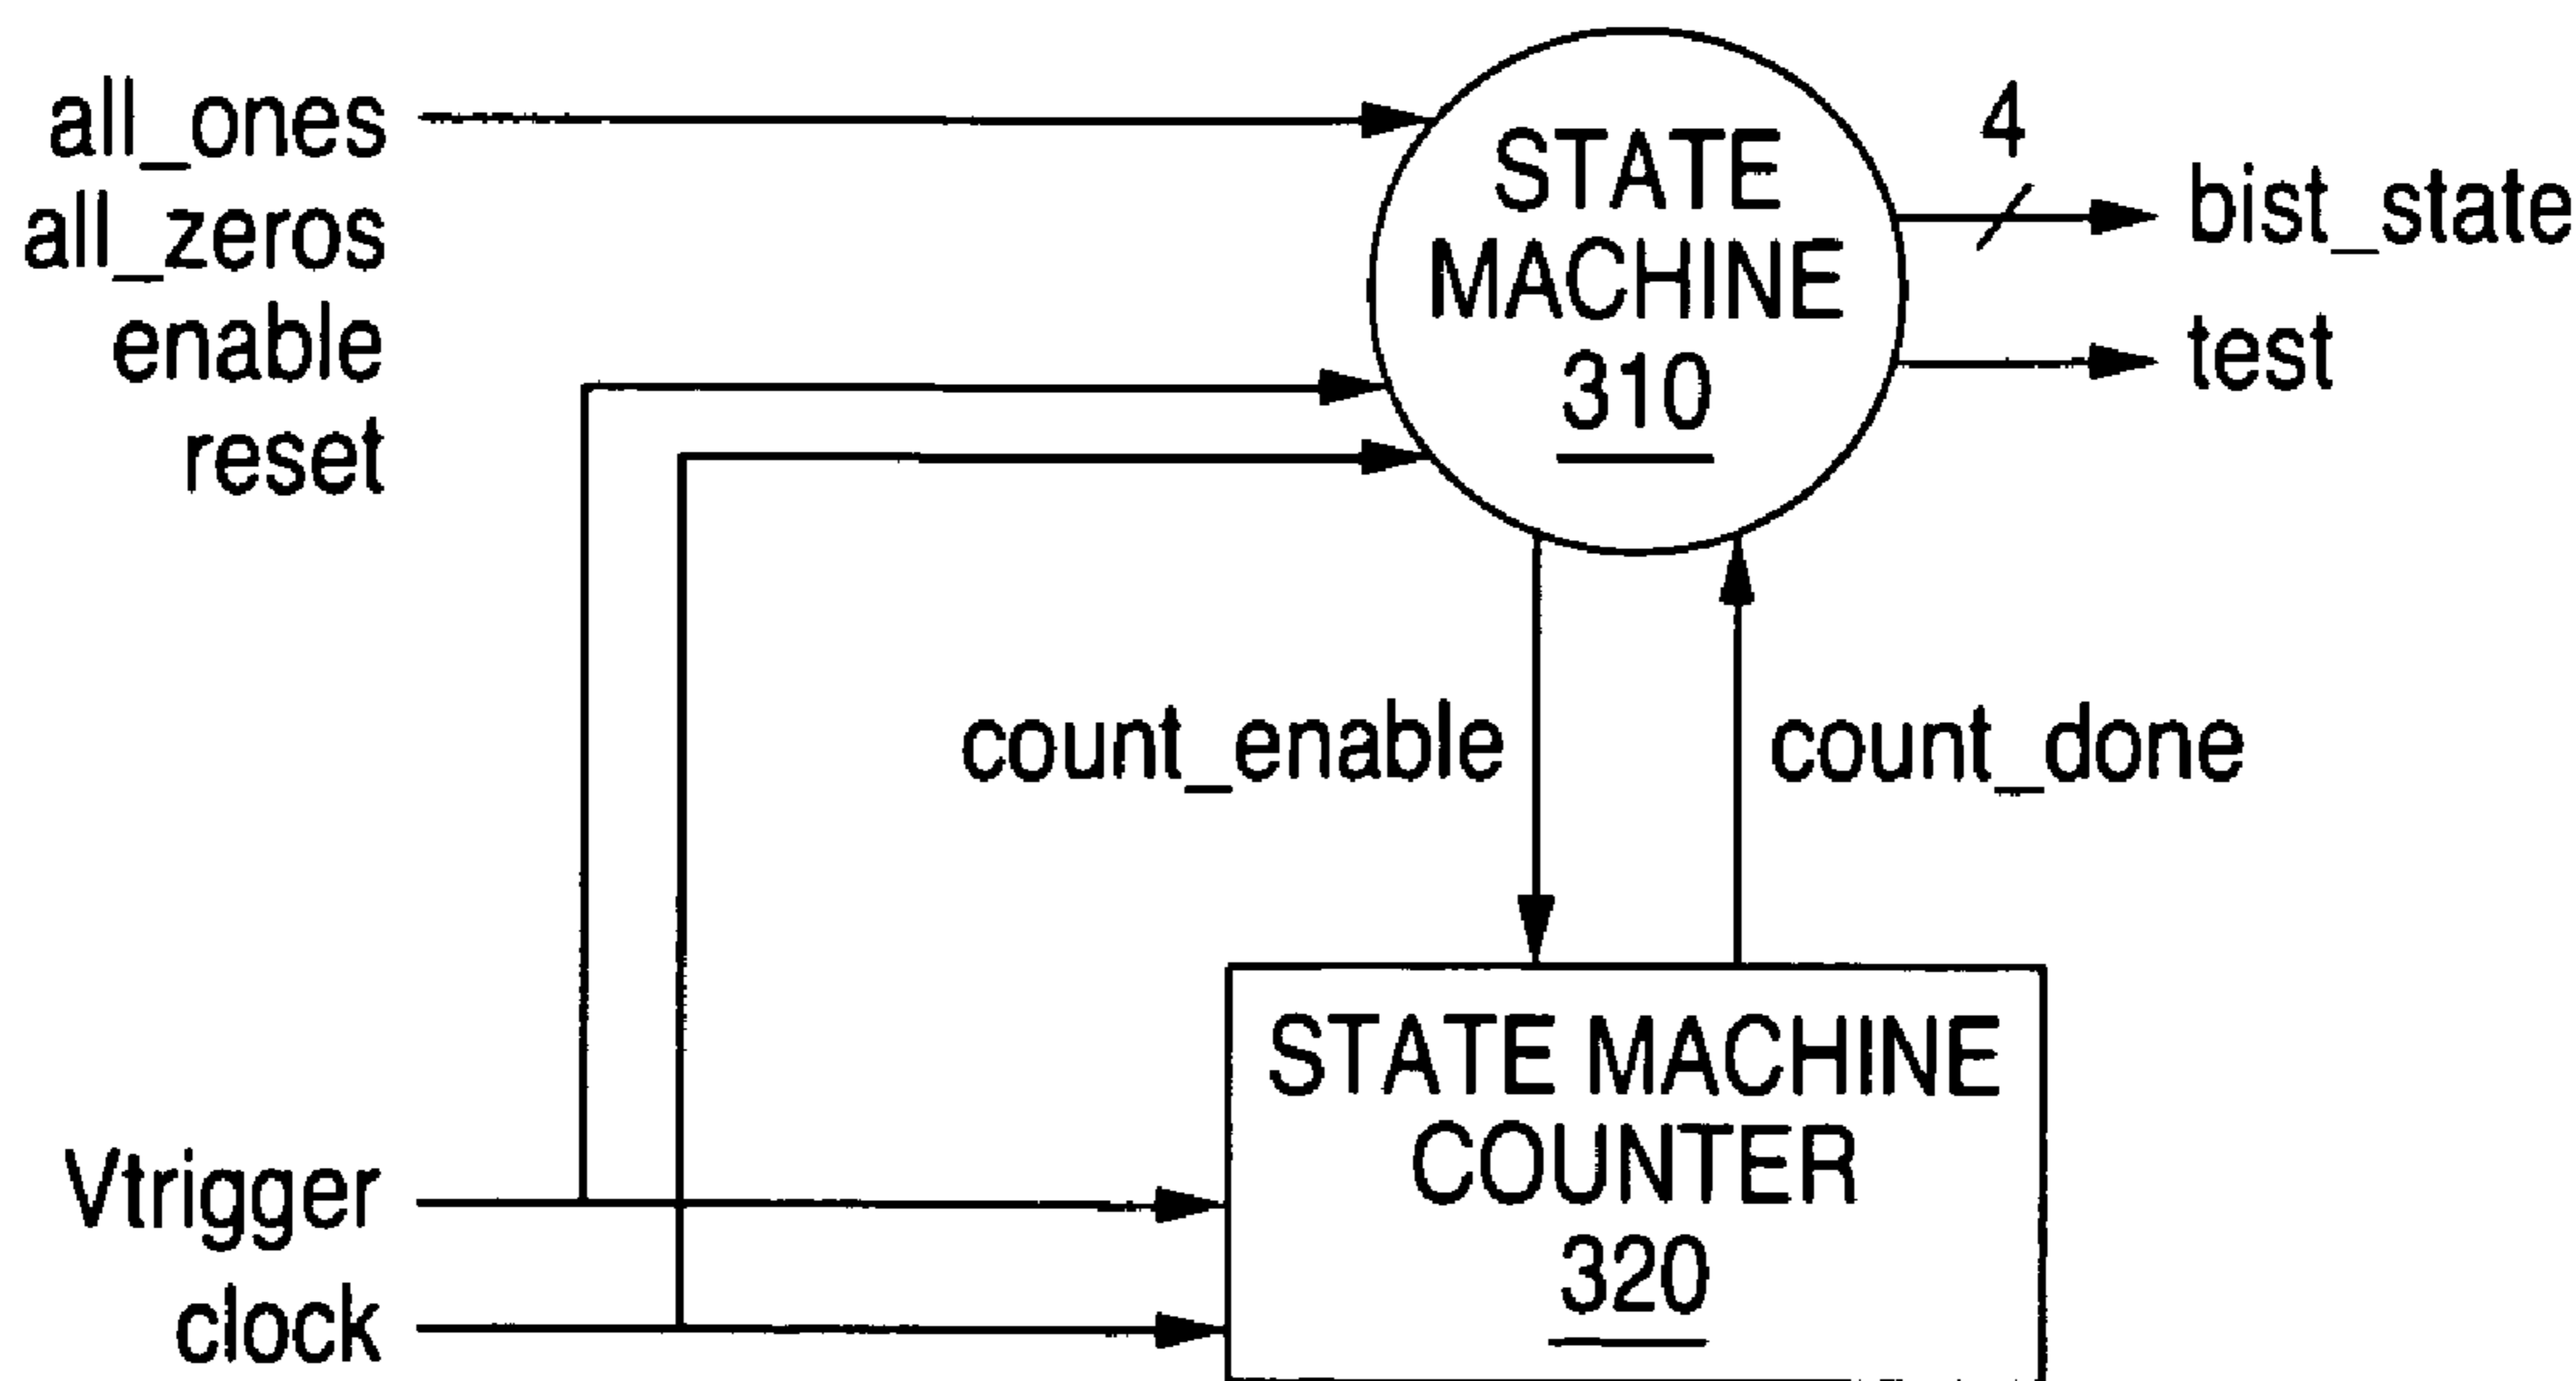 all_ones
all_zeros
enable
reset
STATE
MACHINE
310
4
bist_state
test
count_enable
count_done
Vtrigger
clock
STATE MACHINE
COUNTER
320